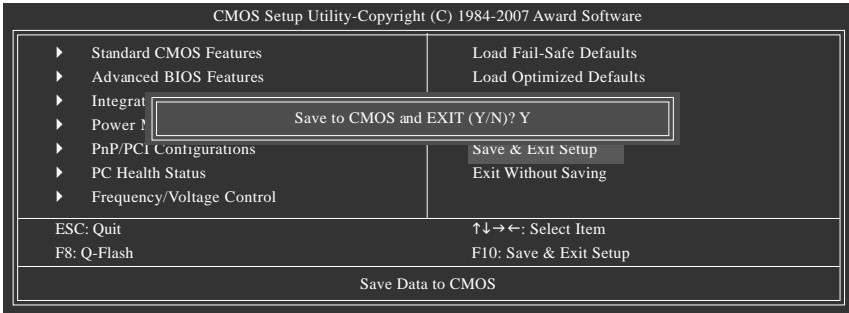 CMOS Setup Utility-Copyright (C) 1984-2007 Award Software
Standard CMOS Features
Advanced BIOS Features
Power
PnP/PCI Configurations
PC Health Status
Frequency/Voltage Control
Load Fail-Safe Defaults
Load Optimized Defaults
Save to CMOS and EXIT (Y/N)? Y
Save & Exit Setup
Exit Without Saving
ESC: Quit
↑↓→←: Select Item
F8: Q-Flash
F10: Save & Exit Setup
Save Data to CMOS